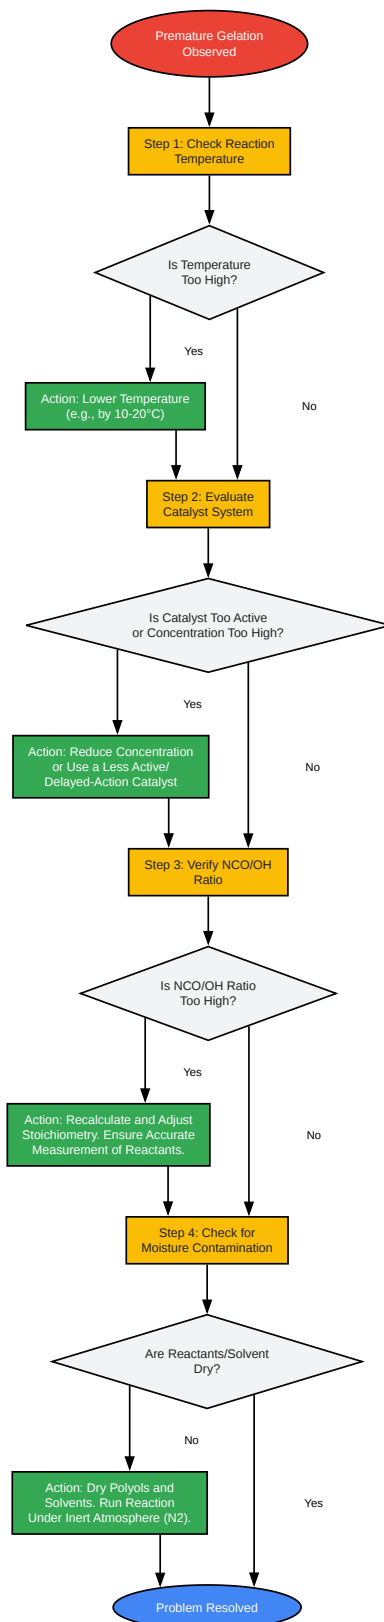 Premature Gelation
Observed
Step 1: Check Reaction
Temperature
Is Temperature
Too High?
Yes
Action: Lower Temperature
(e.g., by 10-20°C)
No
Step 2: Evaluate
Catalyst System
Is Catalyst Too Active
or Concentration Too High?
Yes
Action: Reduce Concentration
or Use a Less Active/
Delayed-Action Catalyst
No
Step 3: Verify NCO/OH
Ratio
Is NCO/OH Ratio
Too High?
Yes
Action: Recalculate and Adjust
Stoichiometry. Ensure Accurate
Measurement of Reactants.
No
Step 4: Check for
Moisture Contamination
Are Reactants/Solvent
Dry?
No
Action: Dry Polyols and
Solvents. Run Reaction
Under Inert Atmosphere (N2).
Yes
Problem Resolved